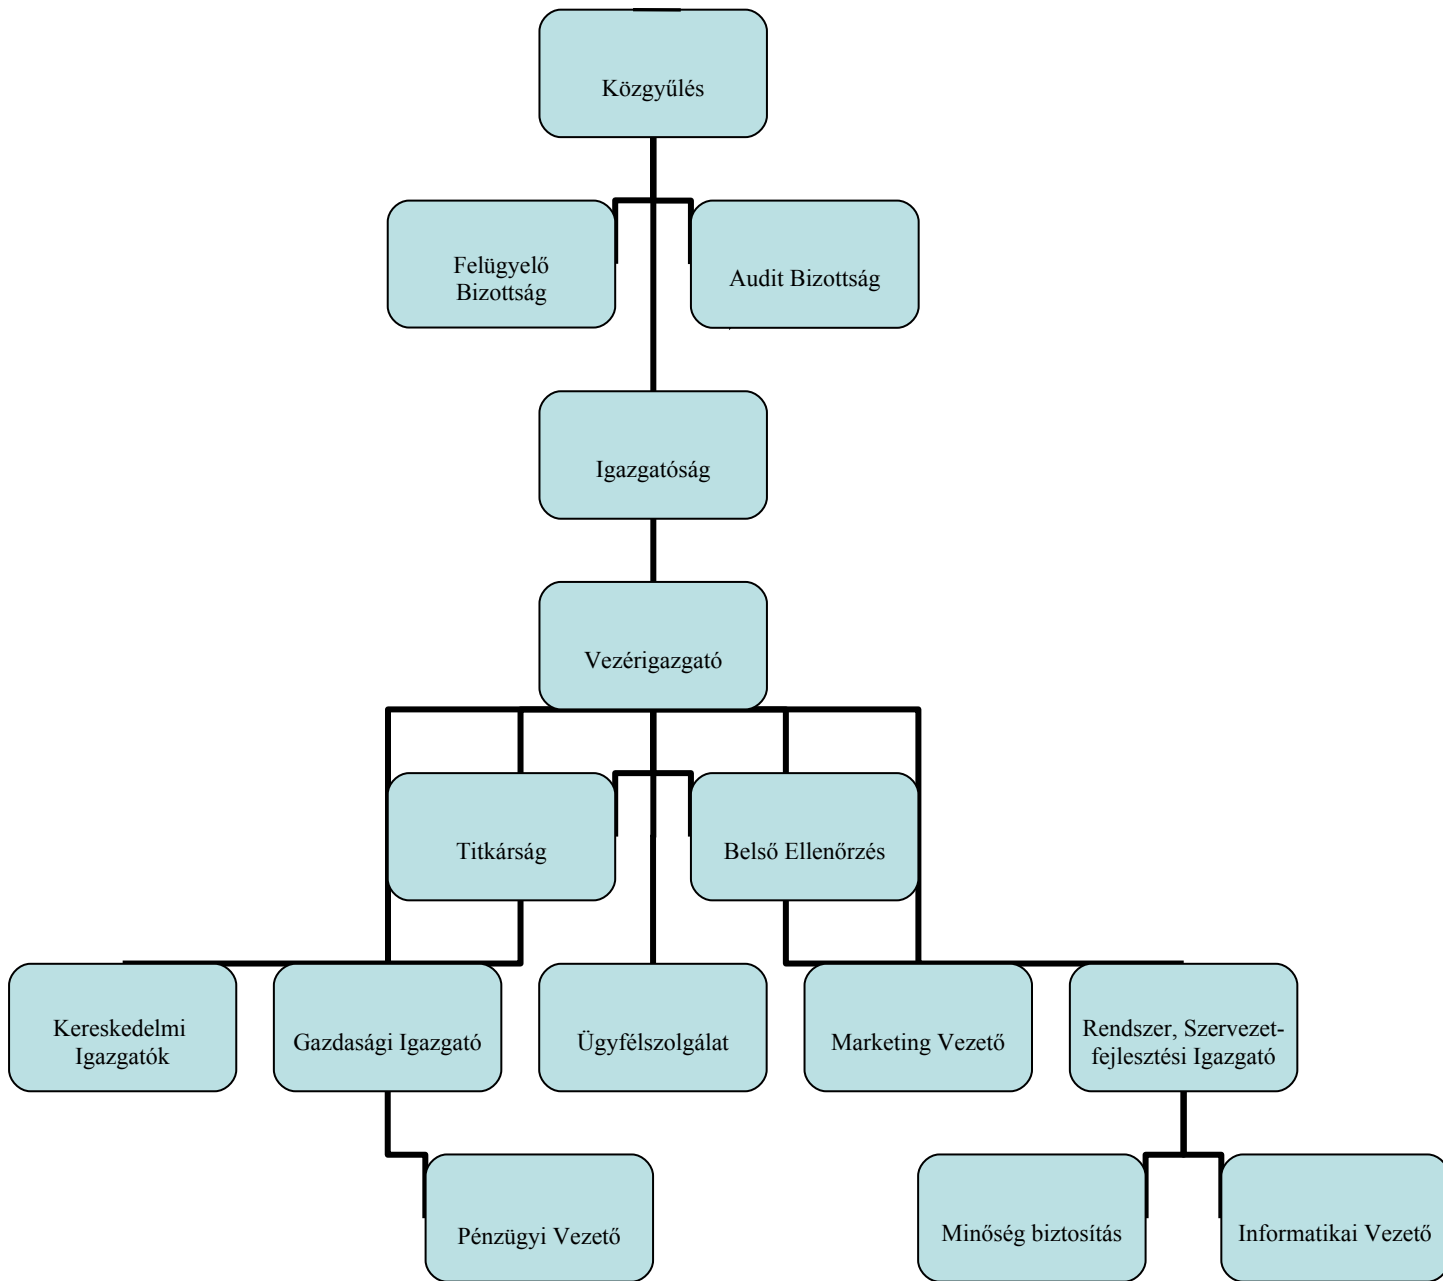 Közgyűlés
Felügyelő
Bizottság
Audit Bizottság
Igazgatóság
Vezérigazgató
Titkárság
Belső Ellenőrzés
Kereskedelmi
Igazgatók
Gazdasági Igazgató
Ügyfélszolgálat
Marketing Vezető
Rendszer, Szervezet-
fejlesztési Igazgató
Pénzügyi Vezető
Minőség biztosítás
Informatikai Vezető